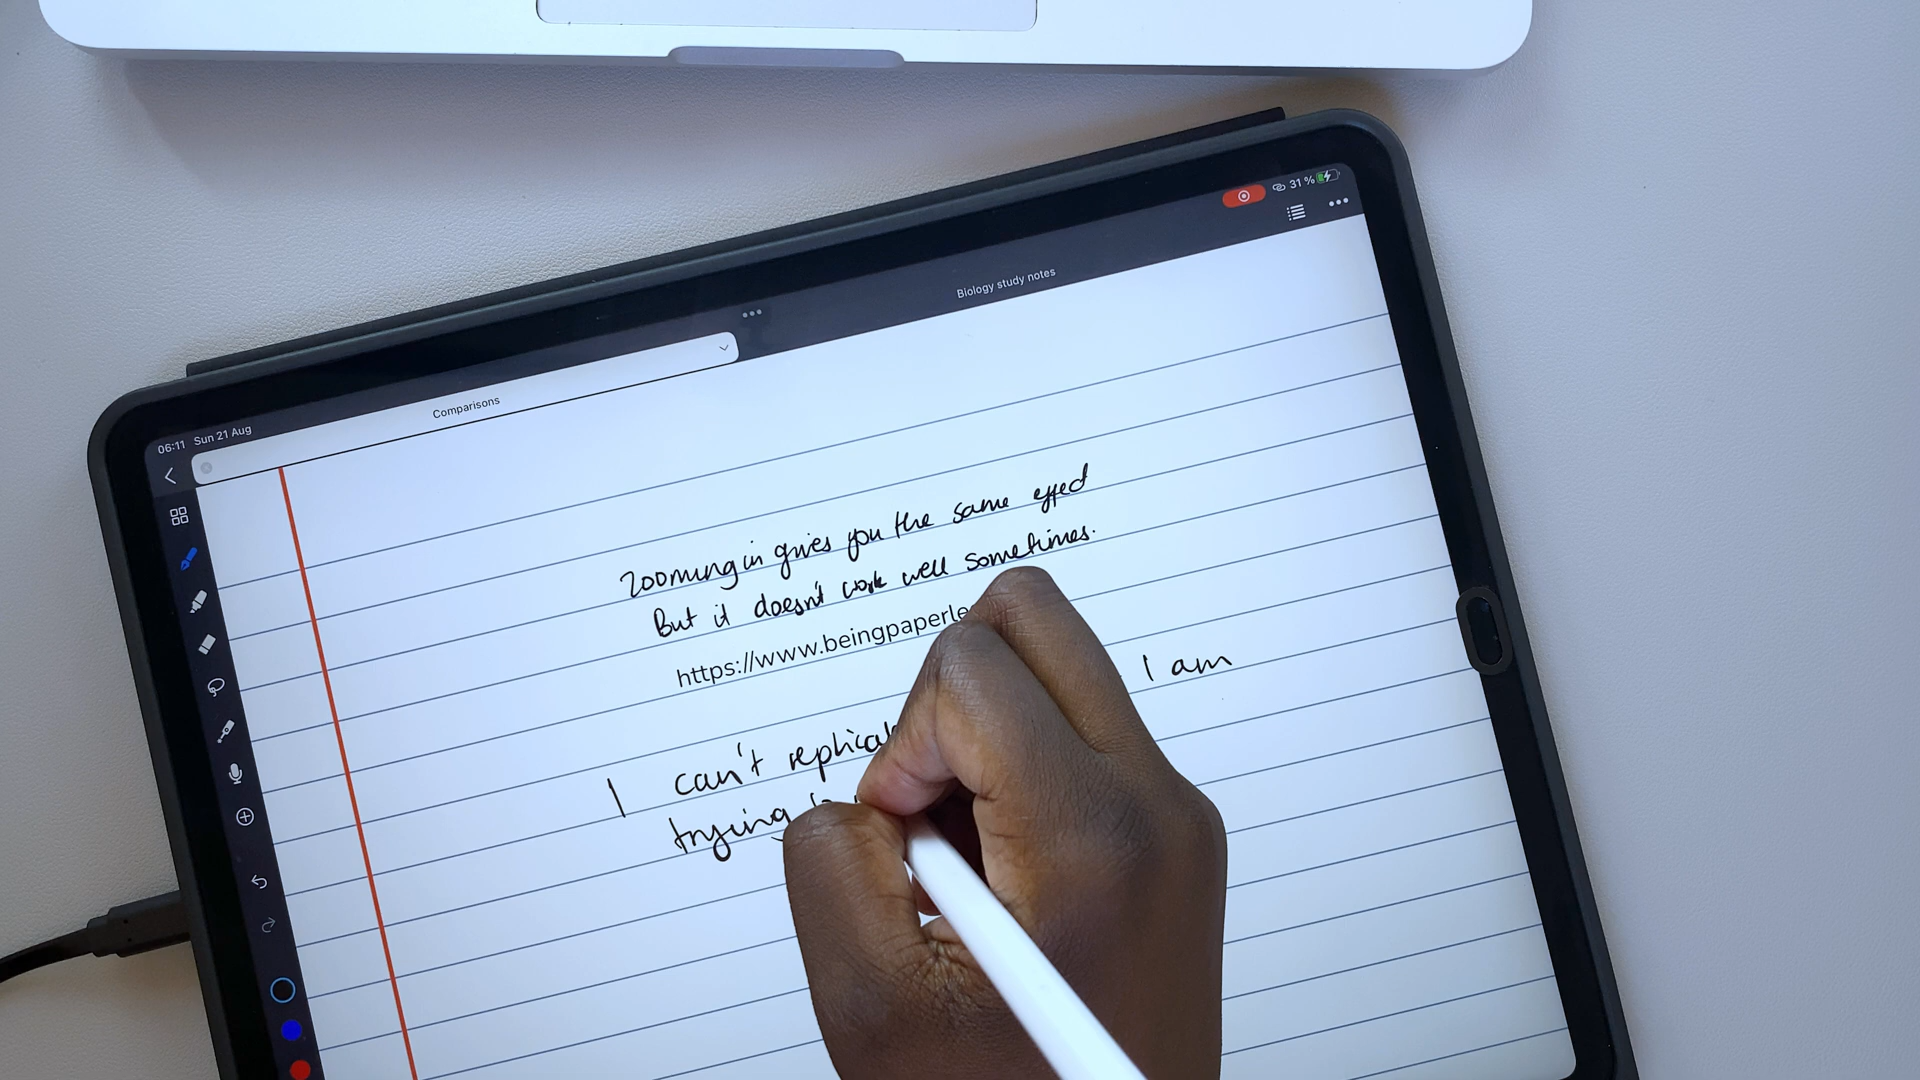 31 %
Biology study notes
Comparisons
06:11 Sun 21 Aug
zooming in gives you the same effect
But it doesn't work well sometimes.
https://www.beingpaperle
I am
I can't replicat
trying